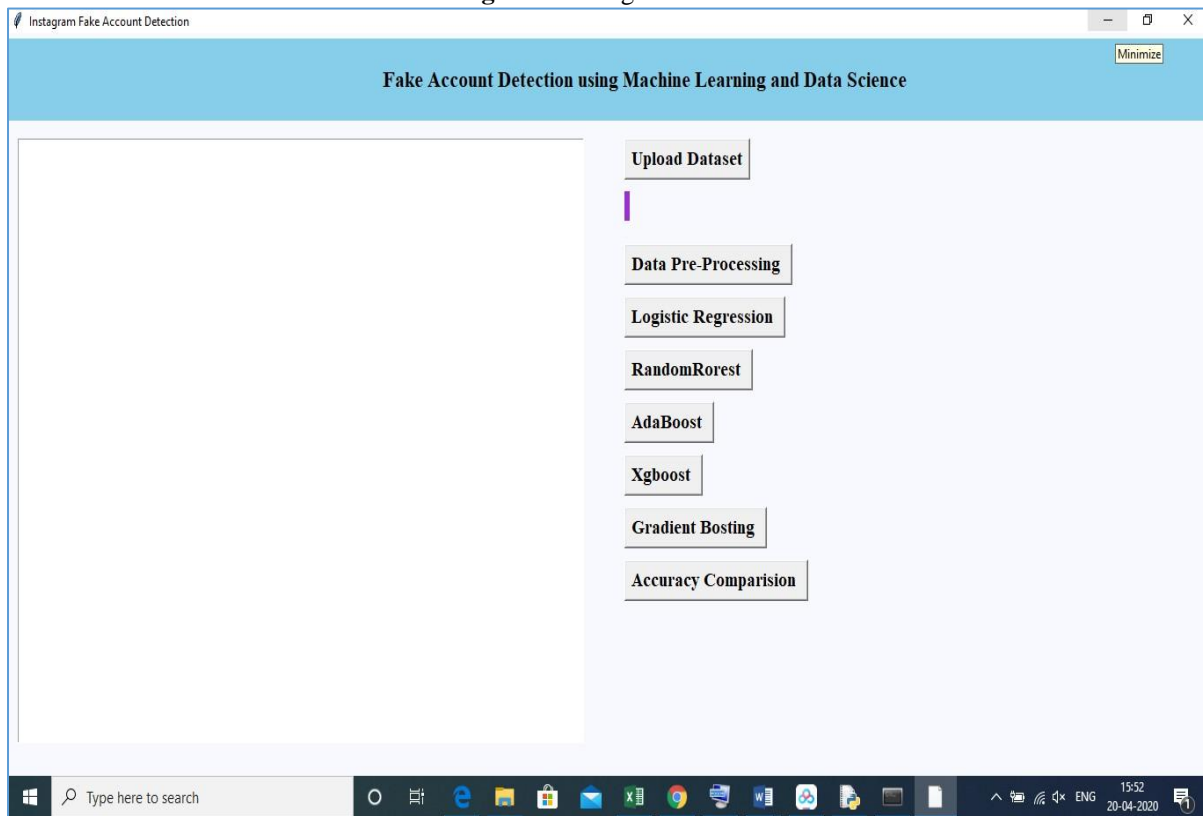 Instagram Fake Account Detection
Minimize
Fake Account Detection using Machine Learning and Data Science
Upload Dataset
Data Pre-Processing
Logistic Regression
RandomRorest
AdaBoost
Xgboost
Gradient Bosting
Accuracy Comparision
Type here to search
ENG
15:52
20-04-2020